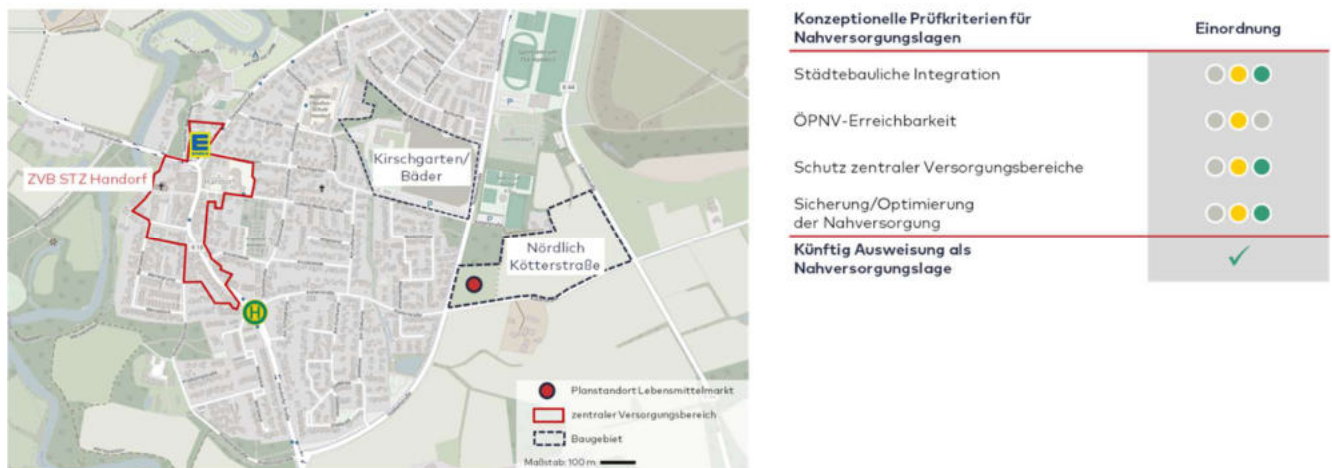 ZVB STZ Handorf
E
Handorf
Kirschgarten/
Bäder
Nördlich
Kötterstraße
H
P
P
P
Planstandort Lebensmittelmarkt
zentraler Versorgungsbereich
Baugebiet
Maßstab: 100 m
Konzeptionelle Prüfkriterien für
Nahversorgungslagen
Einordnung
Städtebauliche Integration
ÖPNV-Erreichbarkeit
Schutz zentraler Versorgungsbereiche
Sicherung/Optimierung
der Nahversorgung
Künftig Ausweisung als
Nahversorgungslage